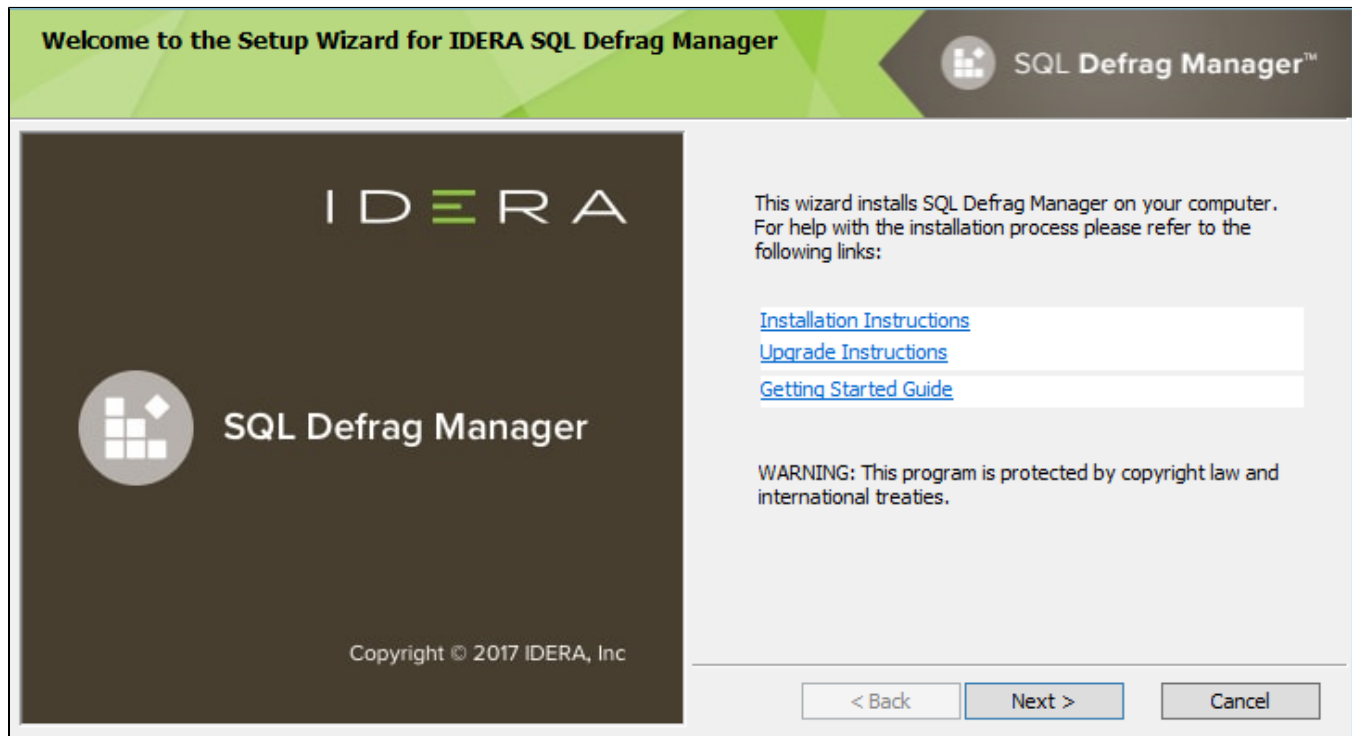 Welcome to the Setup Wizard for IDERA SQL Defrag Manager
SQL Defrag Manager™
IDERA
SQL Defrag Manager
Copyright © 2017 IDERA, Inc
This wizard installs SQL Defrag Manager on your computer.
For help with the installation process please refer to the
following links:
Installation Instructions
Upgrade Instructions
Getting Started Guide
WARNING: This program is protected by copyright law and
international treaties.
< Back
Next >
Cancel